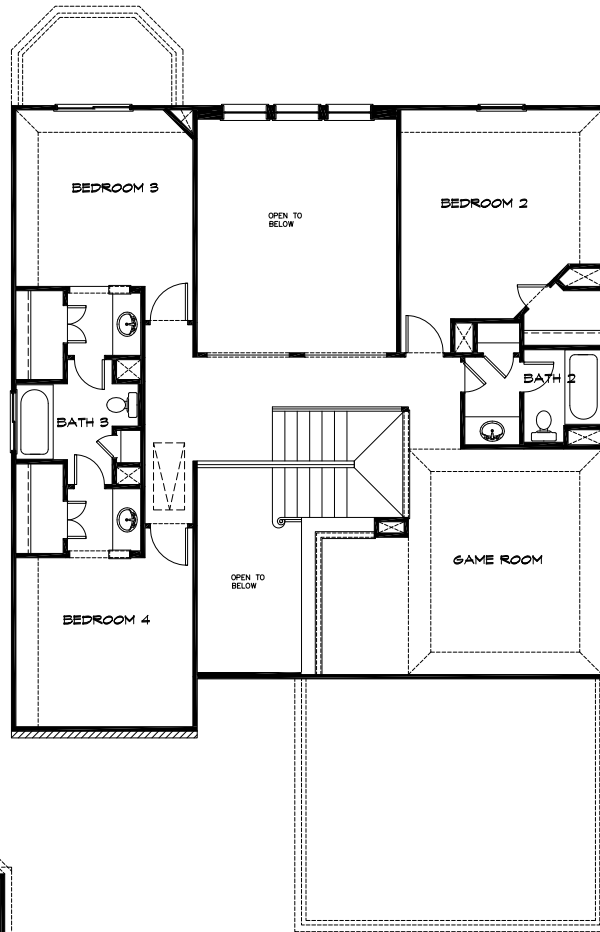 BEDROOM 3
BEDROOM 2
OPEN TO
BELOW
BATH 2
BATH 3
GAME ROOM
OPEN TO
BELOW
BEDROOM 4